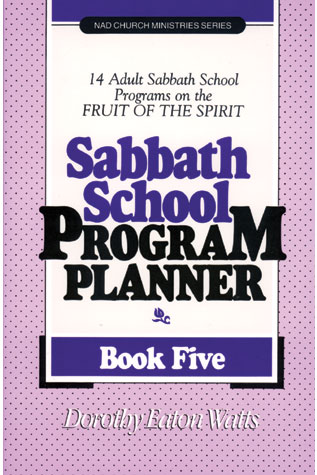 NAD CHURCH MINISTRIES SERIES
14 Adult Sabbath School
Programs on the
FRUIT OF THE SPIRIT
Sabbath
School
PROGRAM
PLANNER
Book Five
Dorothy Eaton Watts